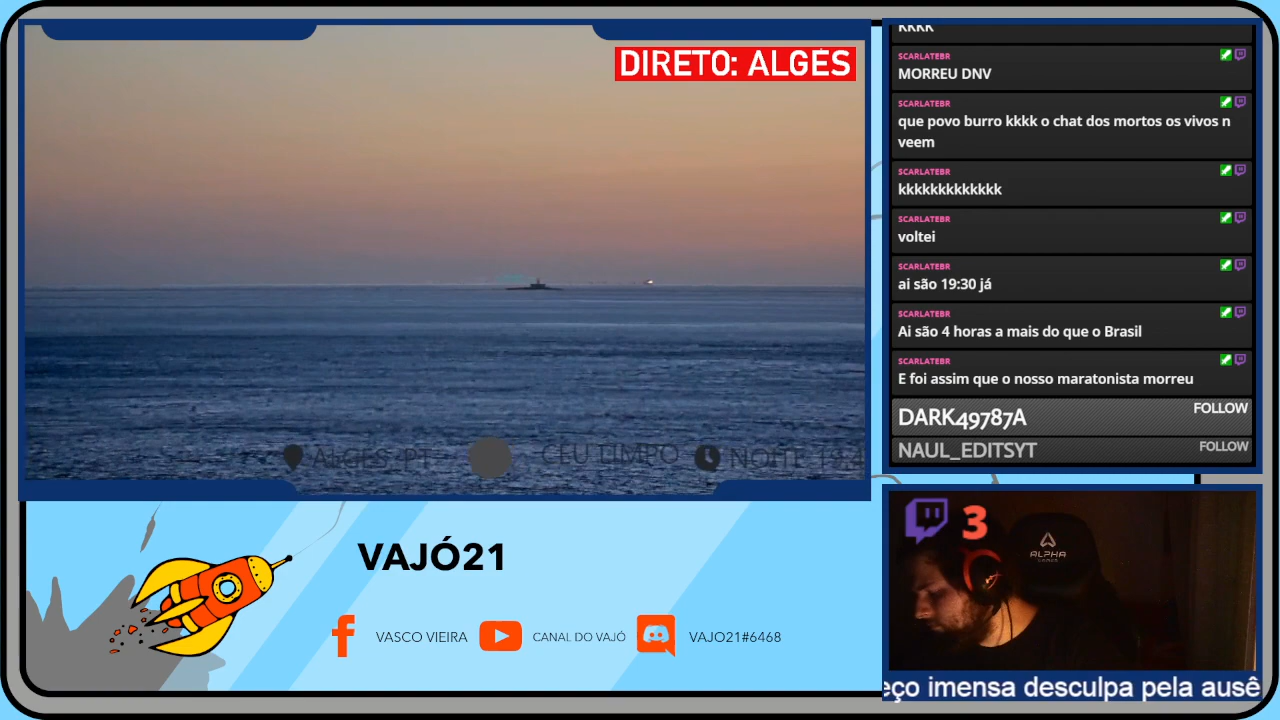 DIRETO: ALGÉS
ALGÉS, PT
CÉU LIMPO
NOITE
KKKK
SCARLATEBR
MORREU DNV
SCARLATEBR
que povo burro kkkk o chat dos mortos os vivos n
veem
SCARLATEBR
kkkkkkkkkkkkk
SCARLATEBR
voltei
SCARLATEBR
ai são 19:30 já
SCARLATEBR
Ai são 4 horas a mais do que o Brasil
SCARLATEBR
E foi assim que o nosso maratonista morreu
DARK49787A FOLLOW
NAUL_EDITSYT FOLLOW
3
ALPHA
GAMER
eço imensa desculpa pela ausê
VAJÓ21
VASCO VIEIRA
CANAL DO VAJÓ
VAJO21#6468